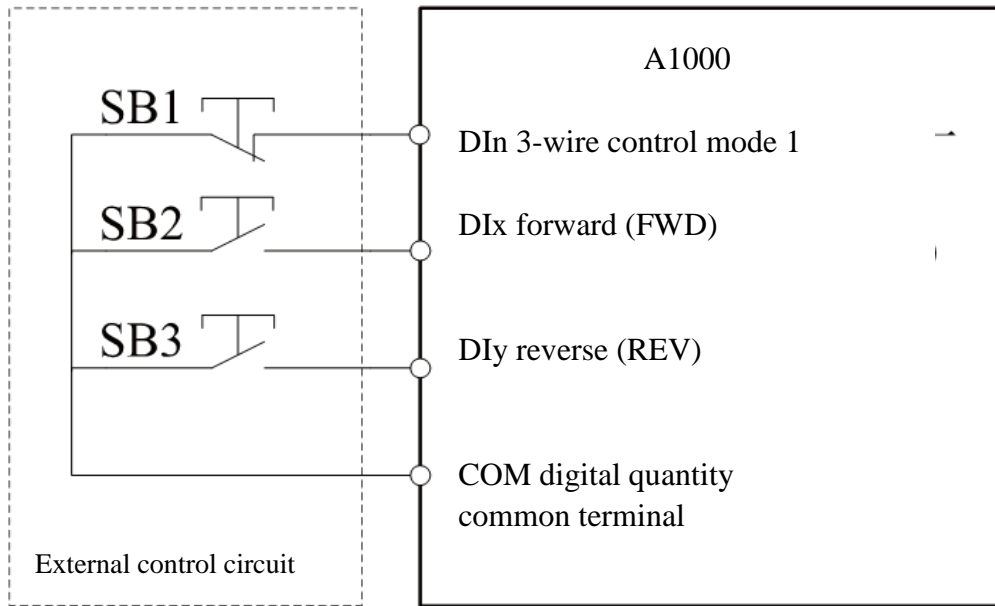 A1000
SB1
DIn 3-wire control mode 1
SB2
DIx forward (FWD)
SB3
DIy reverse (REV)
COM digital quantity
common terminal
External control circuit